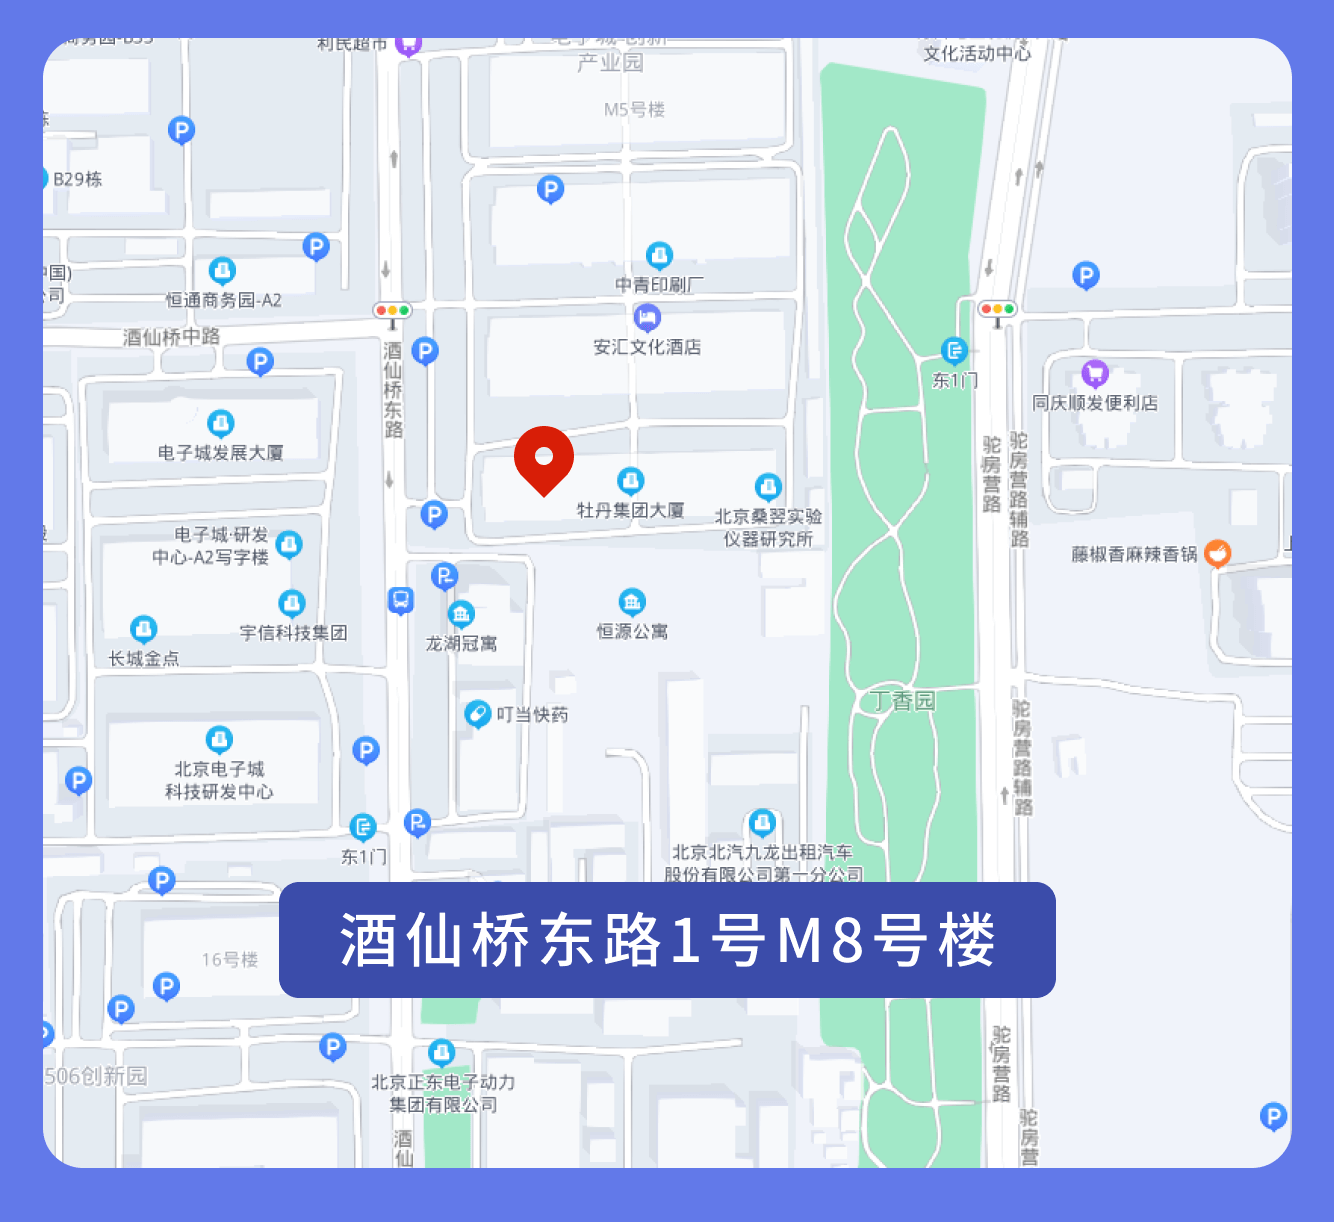 利民超市
产业园
文化活动中心
M5号楼
B29栋
中青印刷厂
恒通商务园-A2
酒仙桥中路
安汇文化酒店
酒仙桥东路
东1门
同庆顺发便利店
电子城发展大厦
驼房营路
驼房营路辅路
牡丹集团大厦
北京桑翌实验
仪器研究所
电子城·研发
中心-A2写字楼
藤椒香麻辣香锅
宇信科技集团
龙湖冠寓
恒源公寓
长城金点
丁香园
叮当快药
驼房营路辅路
北京电子城
科技研发中心
东1门
北京北汽九龙出租汽车
股份有限公司第一分公司
酒仙桥东路1号M8号楼
16号楼
驼房营路
506创新园
北京正东电子动力
集团有限公司
酒仙
驼房营